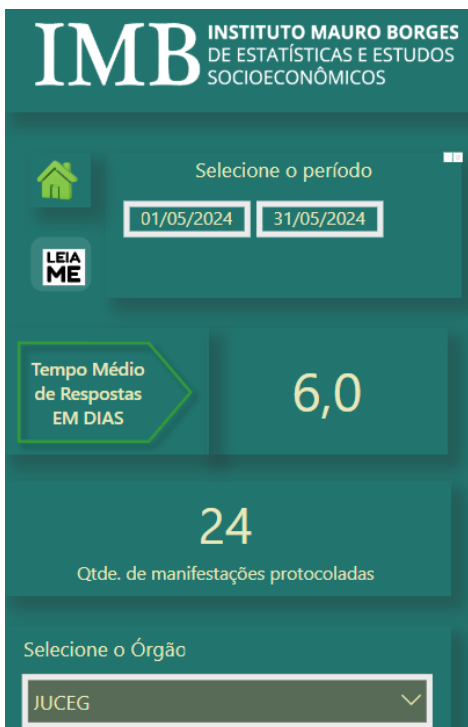 IMB
INSTITUTO MAURO BORGES
DE ESTATÍSTICAS E ESTUDOS
SOCIOECONÔMICOS
Selecione o período
01/05/2024 31/05/2024
LEIA
ME
Tempo Médio
de Respostas
EM DIAS
6,0
24
Qtde. de manifestações protocoladas
Selecione o Órgão
JUCEG